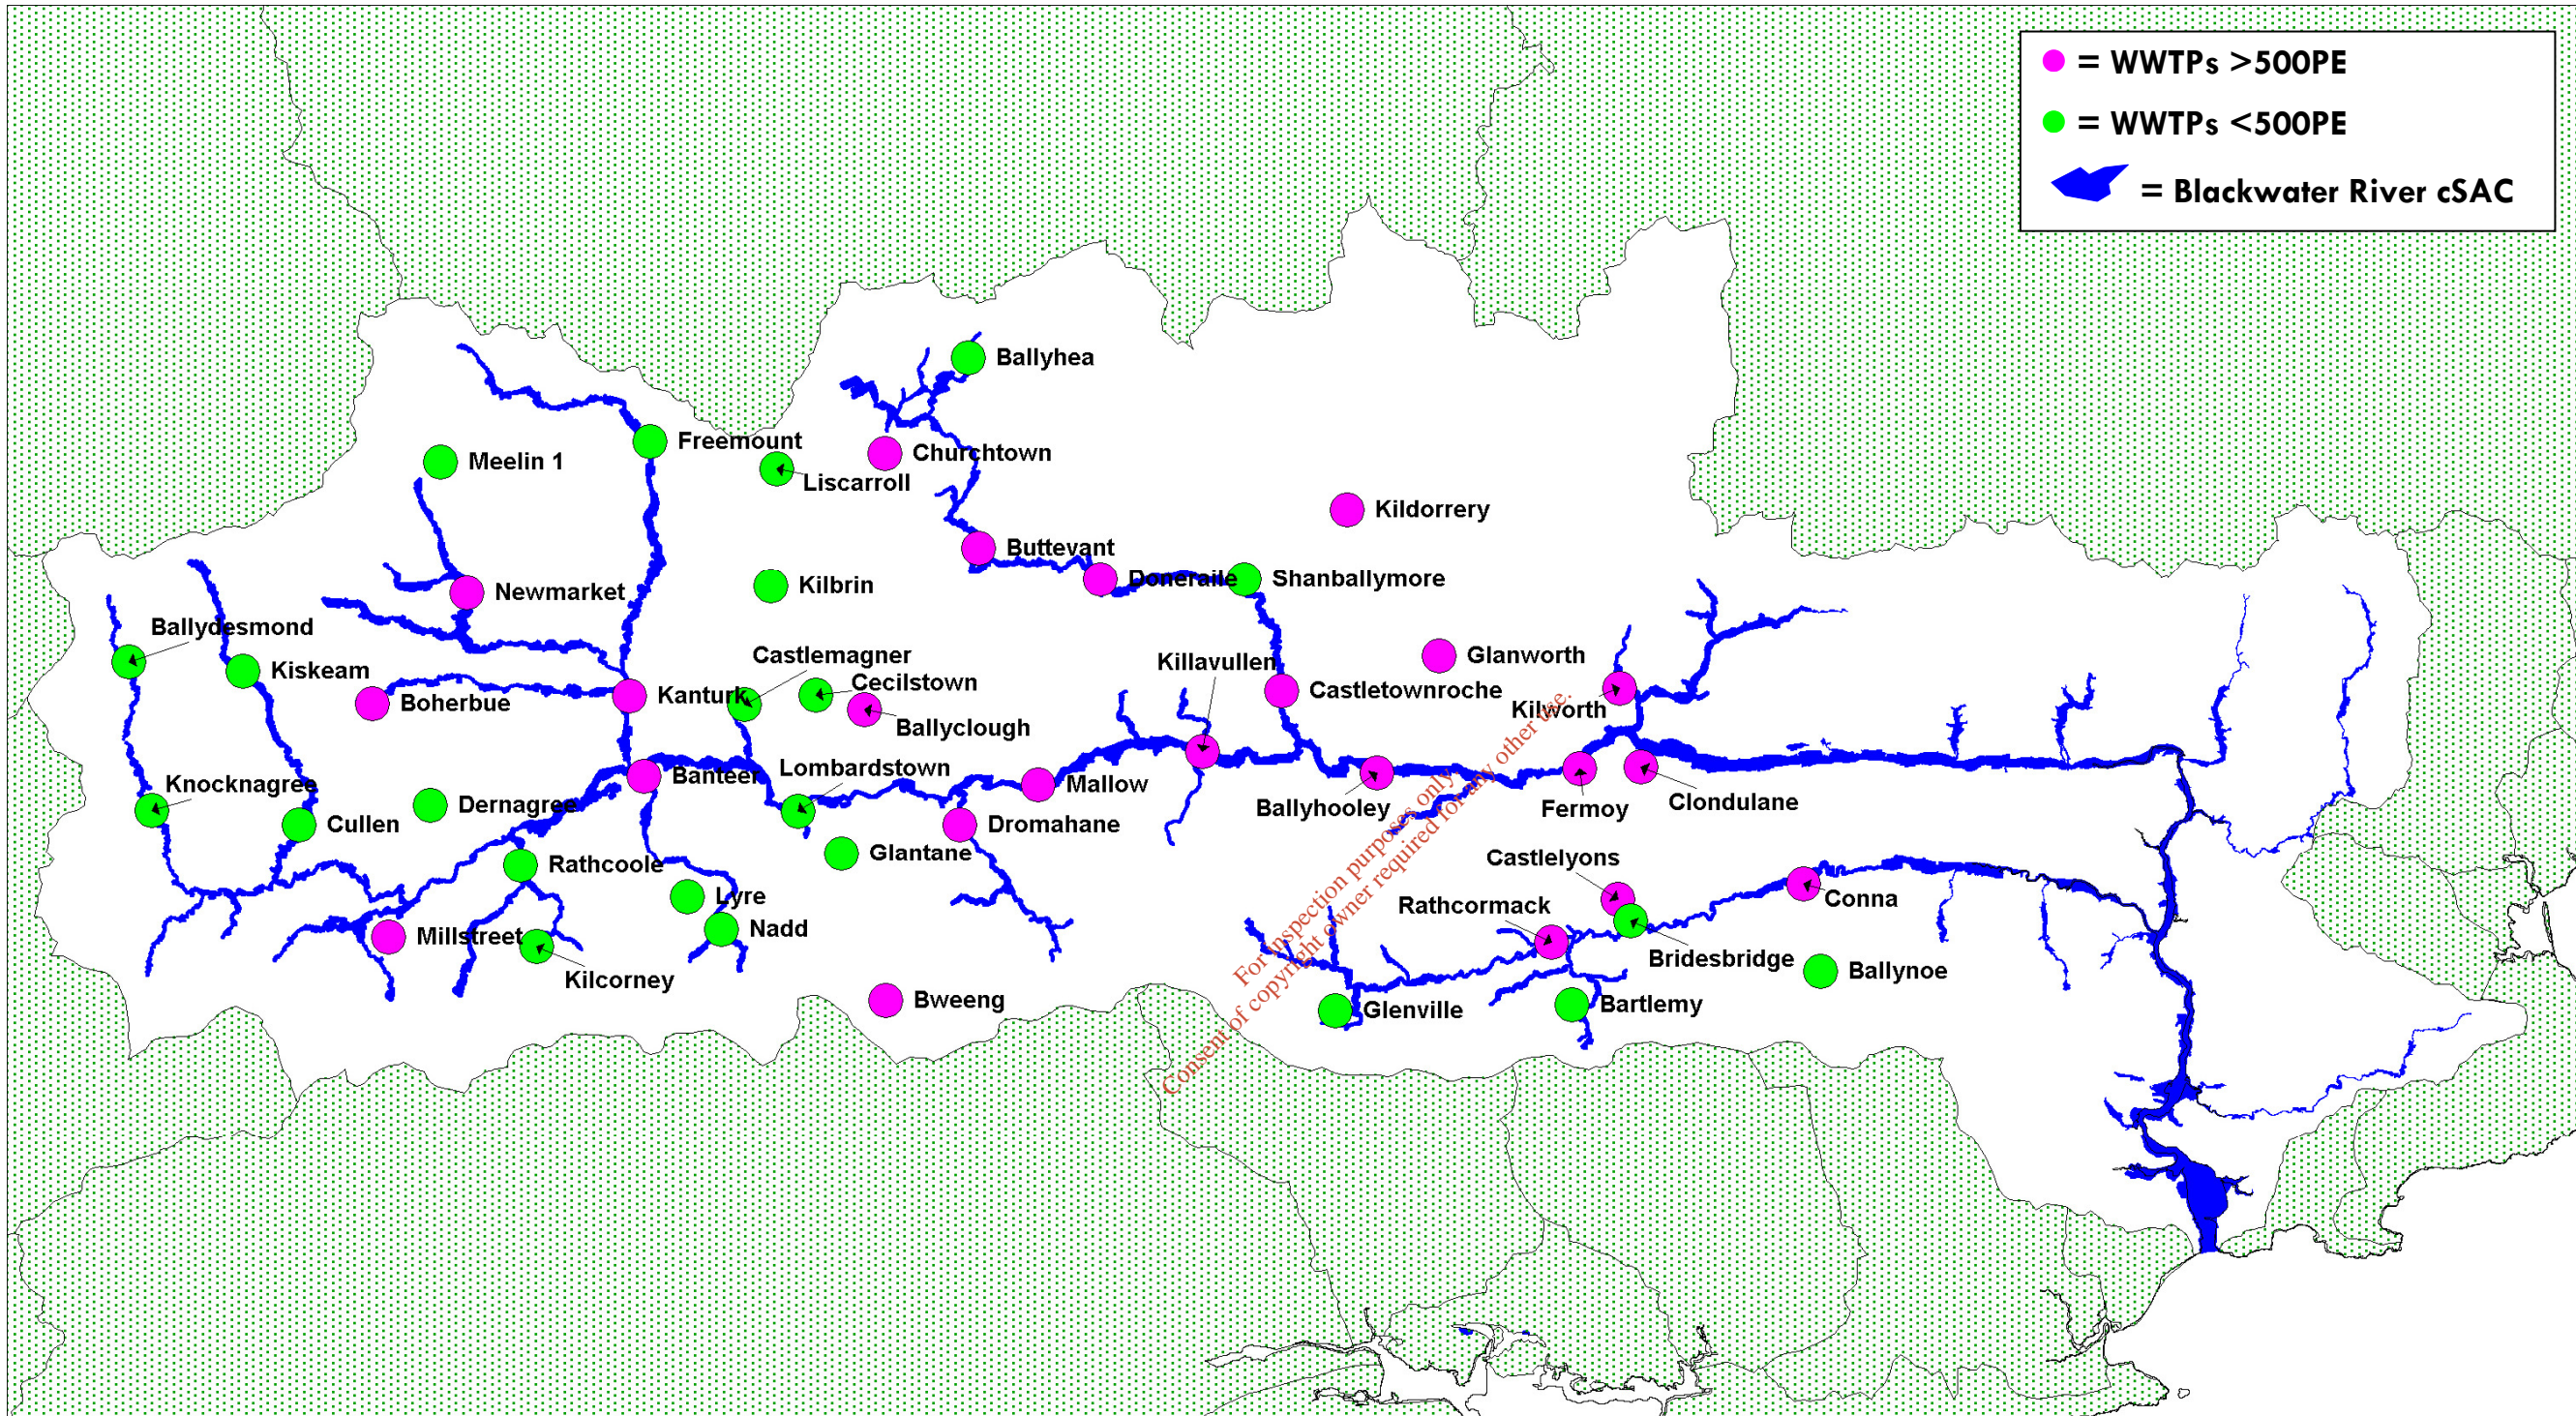 = WWTPs >500PE
= WWTPs <500PE
= Blackwater River cSAC
Ballyhea
Freemount
Churchtown
Meelin 1
Liscarroll
Kildorrery
Buttevant
Doneraile
Shanballymore
Kilbrin
Newmarket
Ballydesmond
Castlemagner
Killavullen
Glanworth
Kiskeam
Cecilstown
Castletownroche
Kanturk
Boherbue
Kilworth
Ballyclough
Lombardstown
Banteer
Knocknagree
Mallow
Dernagree
Ballyhooley
Fermoy
Clondulane
Cullen
Dromahane
Glantane
Castlelyons
Rathcoole
Lyre
Conna
Rathcormack
Nadd
Millstreet
Bridesbridge
Ballynoe
Kilcorney
Bweeng
Glenville
Bartlemy
For inspection purposes only.
Consent of copyright owner required for any other use.